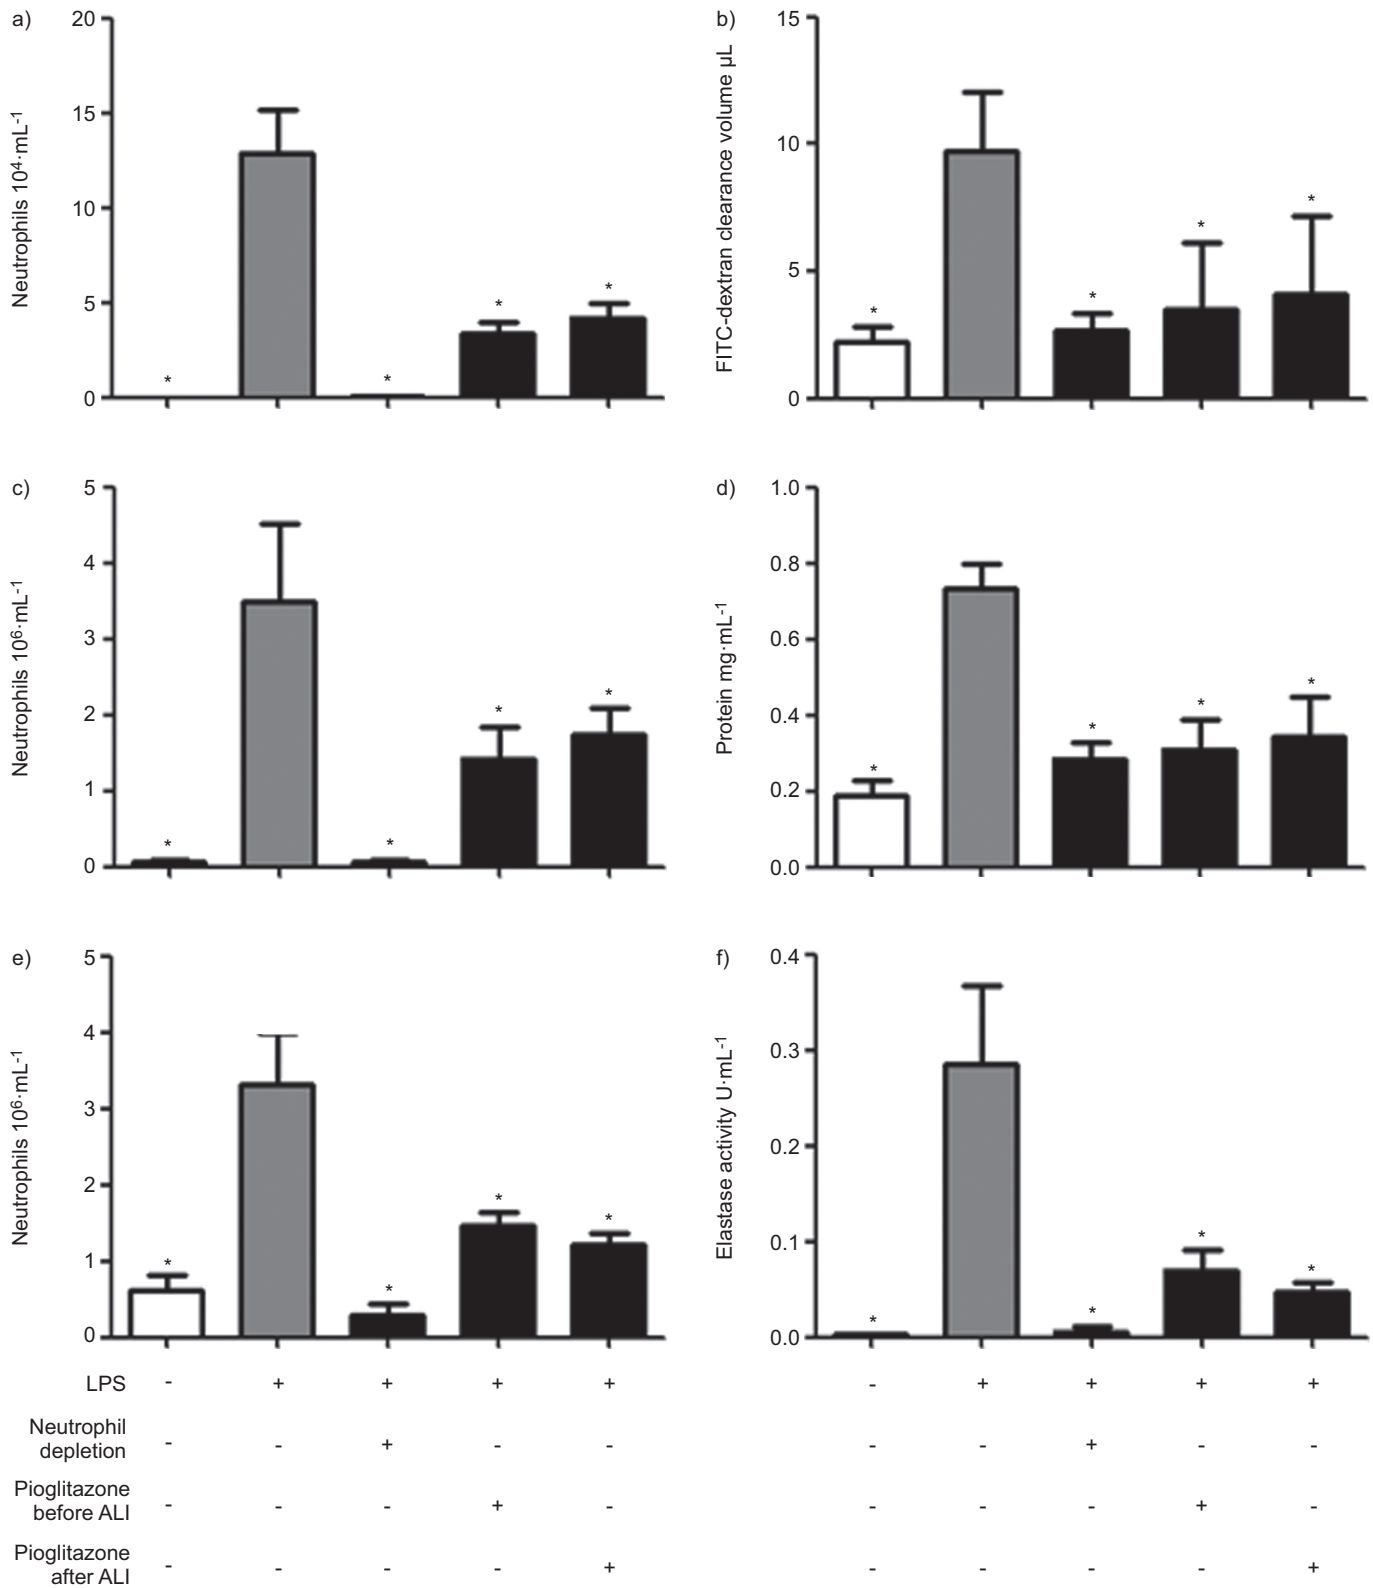 a)
20
15
10
5
0
Neutrophils 10⁴·mL⁻¹
*
*
*
*
b)
15
10
5
0
FITC-dextran clearance volume µL
*
*
*
*
c)
5
4
3
2
1
0
Neutrophils 10⁶·mL⁻¹
*
*
*
*
d)
1.0
0.8
0.6
0.4
0.2
0.0
Protein mg·mL⁻¹
*
*
*
*
e)
5
4
3
2
1
0
Neutrophils 10⁶·mL⁻¹
*
*
*
*
f)
0.4
0.3
0.2
0.1
0.0
Elastase activity U·mL⁻¹
*
*
*
*
LPS - + + + + - + + + +
Neutrophil
depletion - - + - - - - + - -
Pioglitazone
before ALI - - - + - - - - + -
Pioglitazone
after ALI - - - - + - - - - +